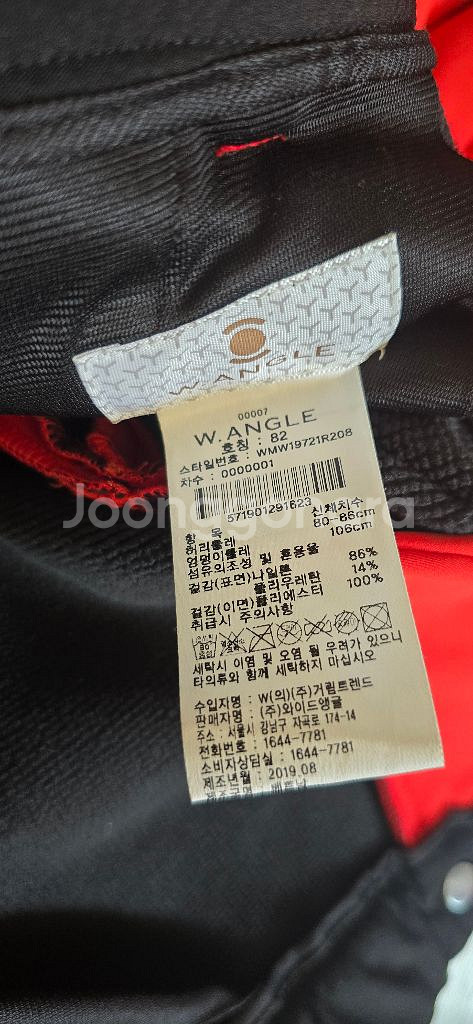 W.ANGLE
00007
W.ANGLE
호칭 : 82
스타일번호 : WMW19721R208
차수 : 0000001
571901291623
Joonggonara
항 목 신체치수
허리둘레 80--86cm
엉덩이둘레 106cm
섬유의조성 및 혼용율
겉감(표면)나일론 86%
폴리우레탄 14%
겉감(이면)폴리에스터 100%
취급시 주의사항
세탁시 이염 및 오염 될 우려가 있으니
타의류와 함께 세탁하지 마십시오
수입자명 : W(의)(주)거림트렌드
판매자명 : (주)와이드앵글
주소 : 서울시 강남구 자곡로 174-14
전화번호 : 1644-7781
소비자상담실 : 1644-7781
제조년월 : 2019.08